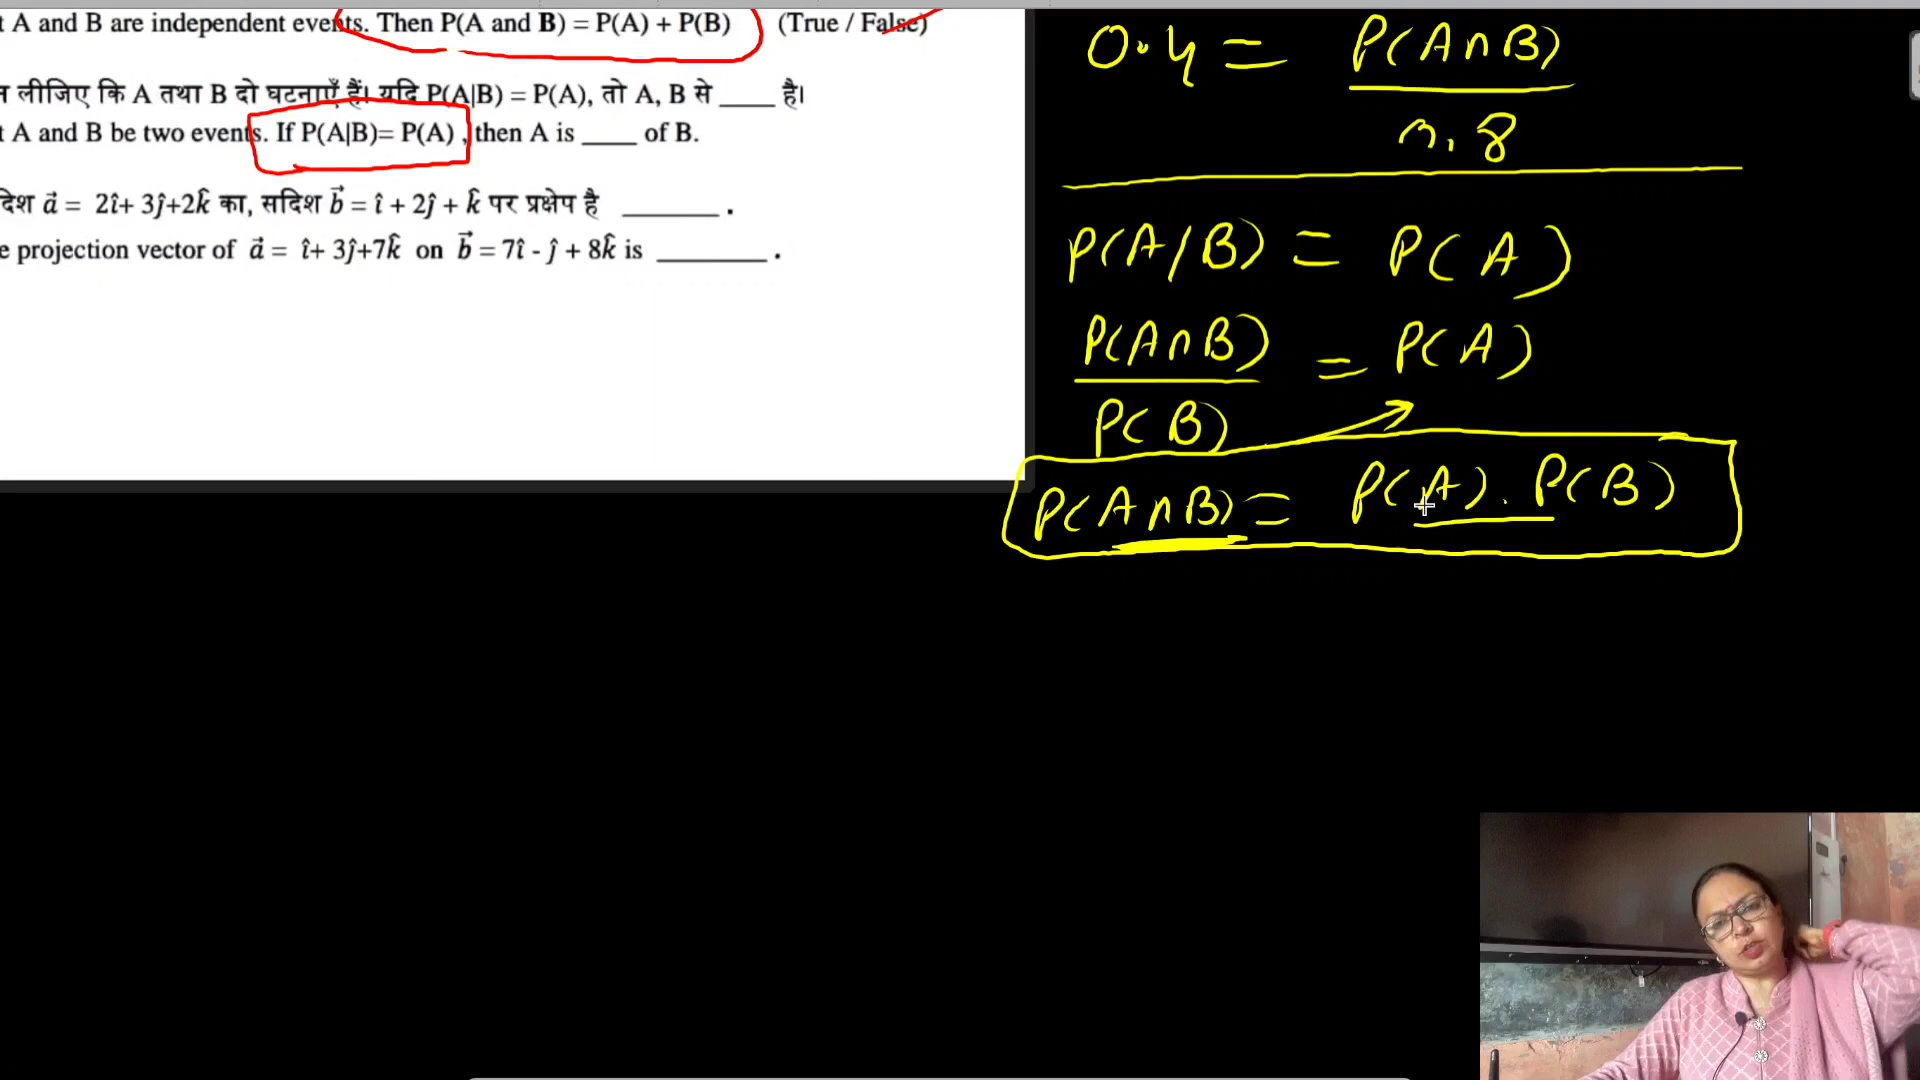 t A and B are independent events. Then P(A and B) = P(A) + P(B) (True / False)
न लीजिए कि A तथा B दो घटनाएँ हैं। यदि P(A|B) = P(A), तो A, B से ____ है।
t A and B be two events. If P(A|B)= P(A) , then A is ____ of B.
देश a⃗ = 2î+ 3ĵ+2k̂ का, सदिश b⃗ = î + 2ĵ + k̂ पर प्रक्षेप है _______ .
e projection vector of a⃗ = î+ 3ĵ+7k̂ on b⃗ = 7î - ĵ + 8k̂ is ________ .
0.4 = P(A∩B)
0.8
P(A/B) = P(A)
P(A∩B) = P(A)
P(B)
P(A∩B) = P(A). P(B)